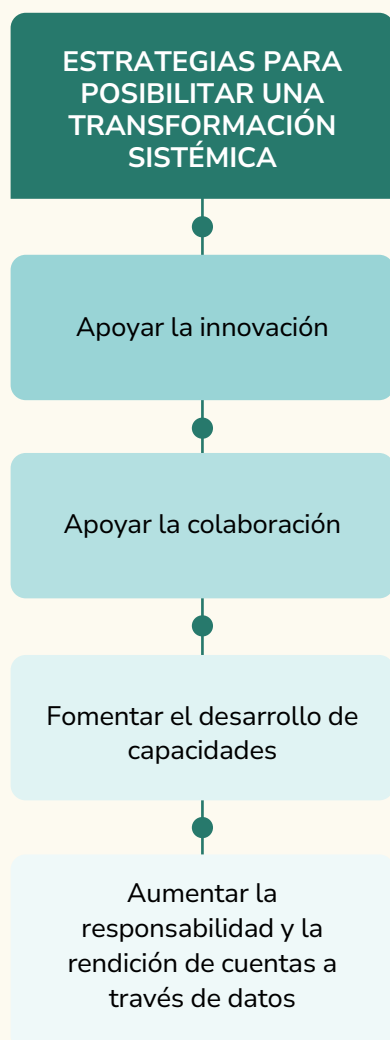 ESTRATEGIAS PARA
POSIBILITAR UNA
TRANSFORMACIÓN
SISTÉMICA
Apoyar la innovación
Apoyar la colaboración
Fomentar el desarrollo de
capacidades
Aumentar la
responsabilidad y la
rendición de cuentas a
través de datos